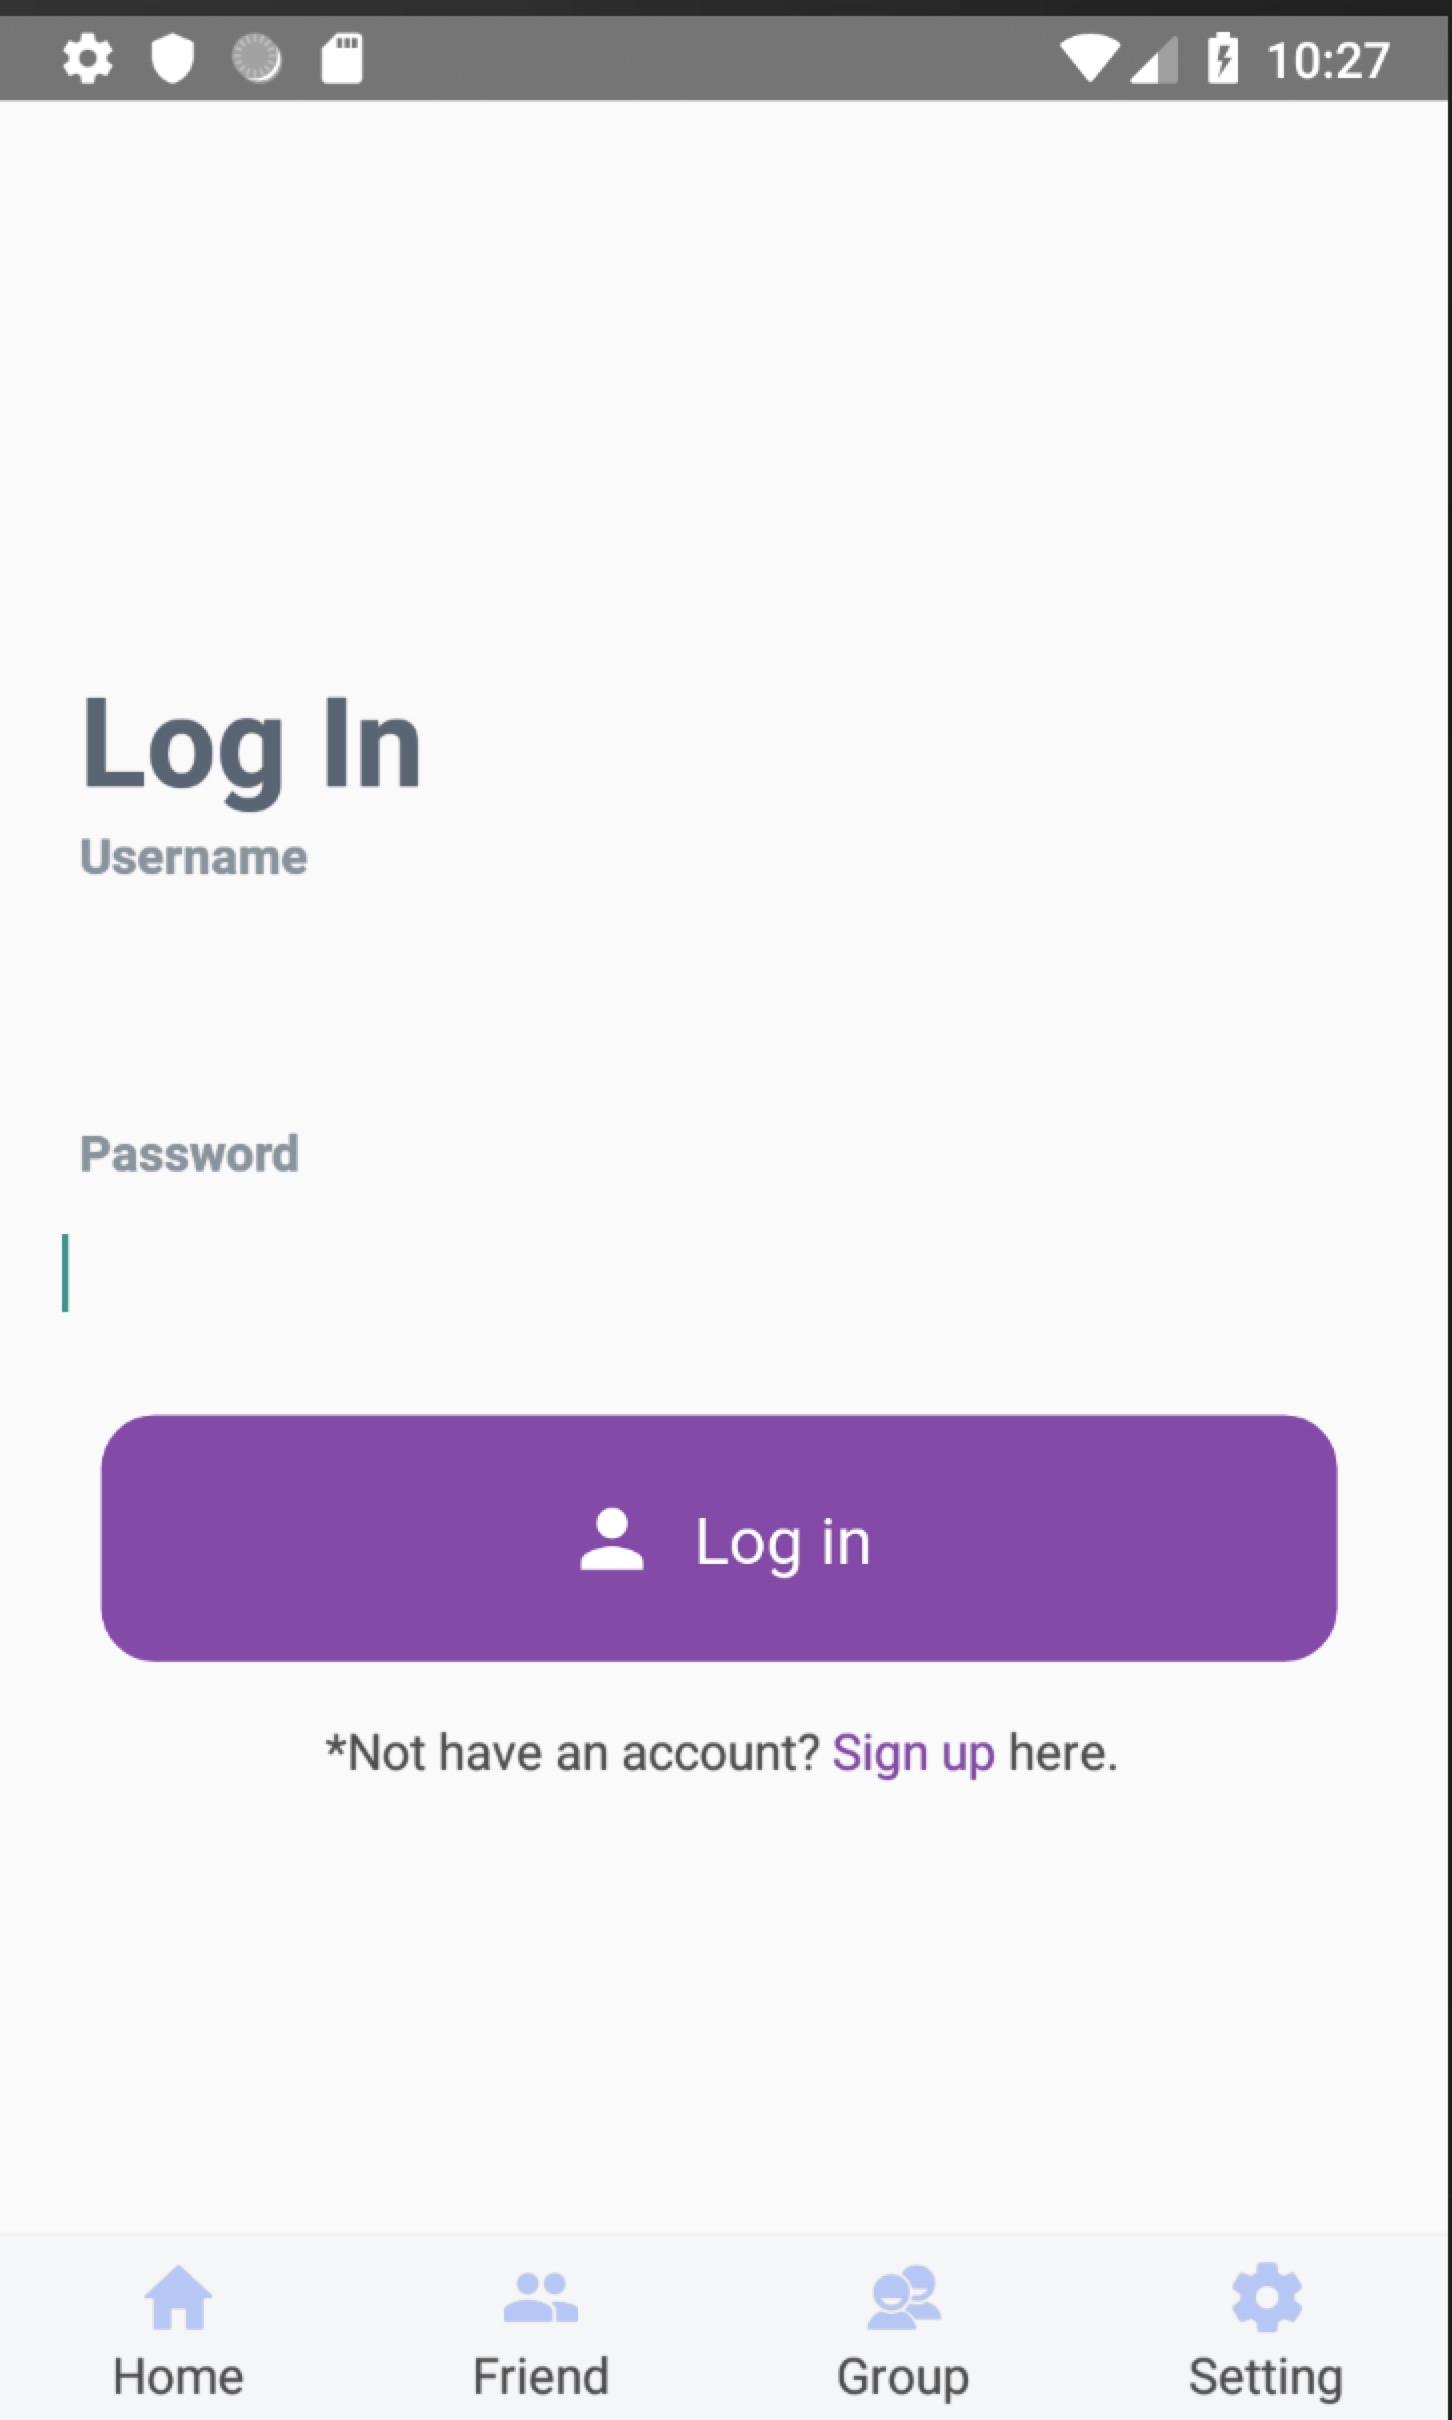 10:27
Log In
Username
Password
Log in
*Not have an account? Sign up here.
Home Friend Group Setting